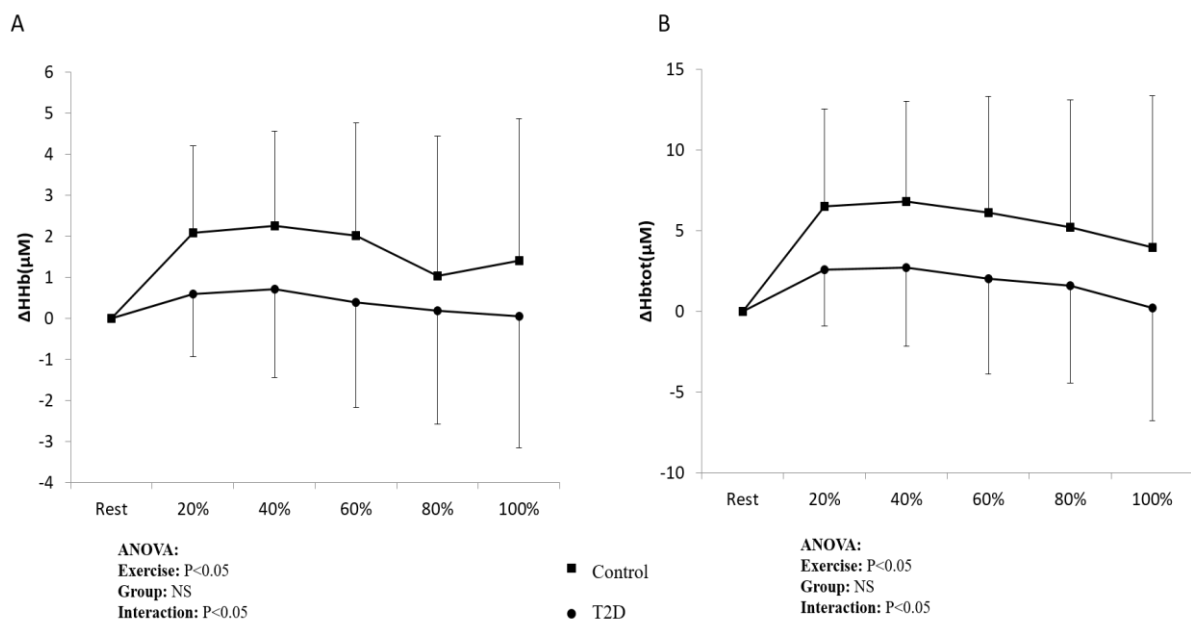 A
B
ΔHHb(μM)
6
5
4
3
2
1
0
-1
-2
-3
-4
Rest 20% 40% 60% 80% 100%
ΔHbtot(μM)
15
10
5
0
-5
-10
Rest 20% 40% 60% 80% 100%
ANOVA:
Exercise: P<0.05
Group: NS
Interaction: P<0.05
Control
T2D
ANOVA:
Exercise: P<0.05
Group: NS
Interaction: P<0.05